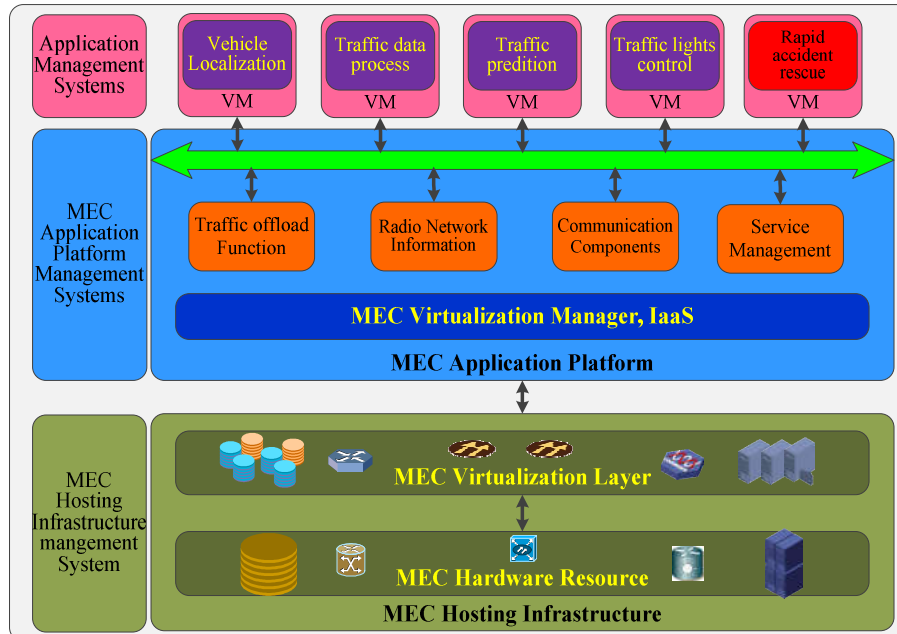 Application
Management
Systems
Vehicle
Localization
VM
Traffic data
process
VM
Traffic
predition
VM
Traffic lights
control
VM
Rapid
accident
rescue
VM
MEC
Application
Platform
Management
Systems
Traffic offload
Function
Radio Network
Information
Communication
Components
Service
Management
MEC Virtualization Manager, IaaS
MEC Application Platform
MEC
Hosting
Infrastructure
mangement
System
MEC Virtualization Layer
MEC Hardware Resource
MEC Hosting Infrastructure